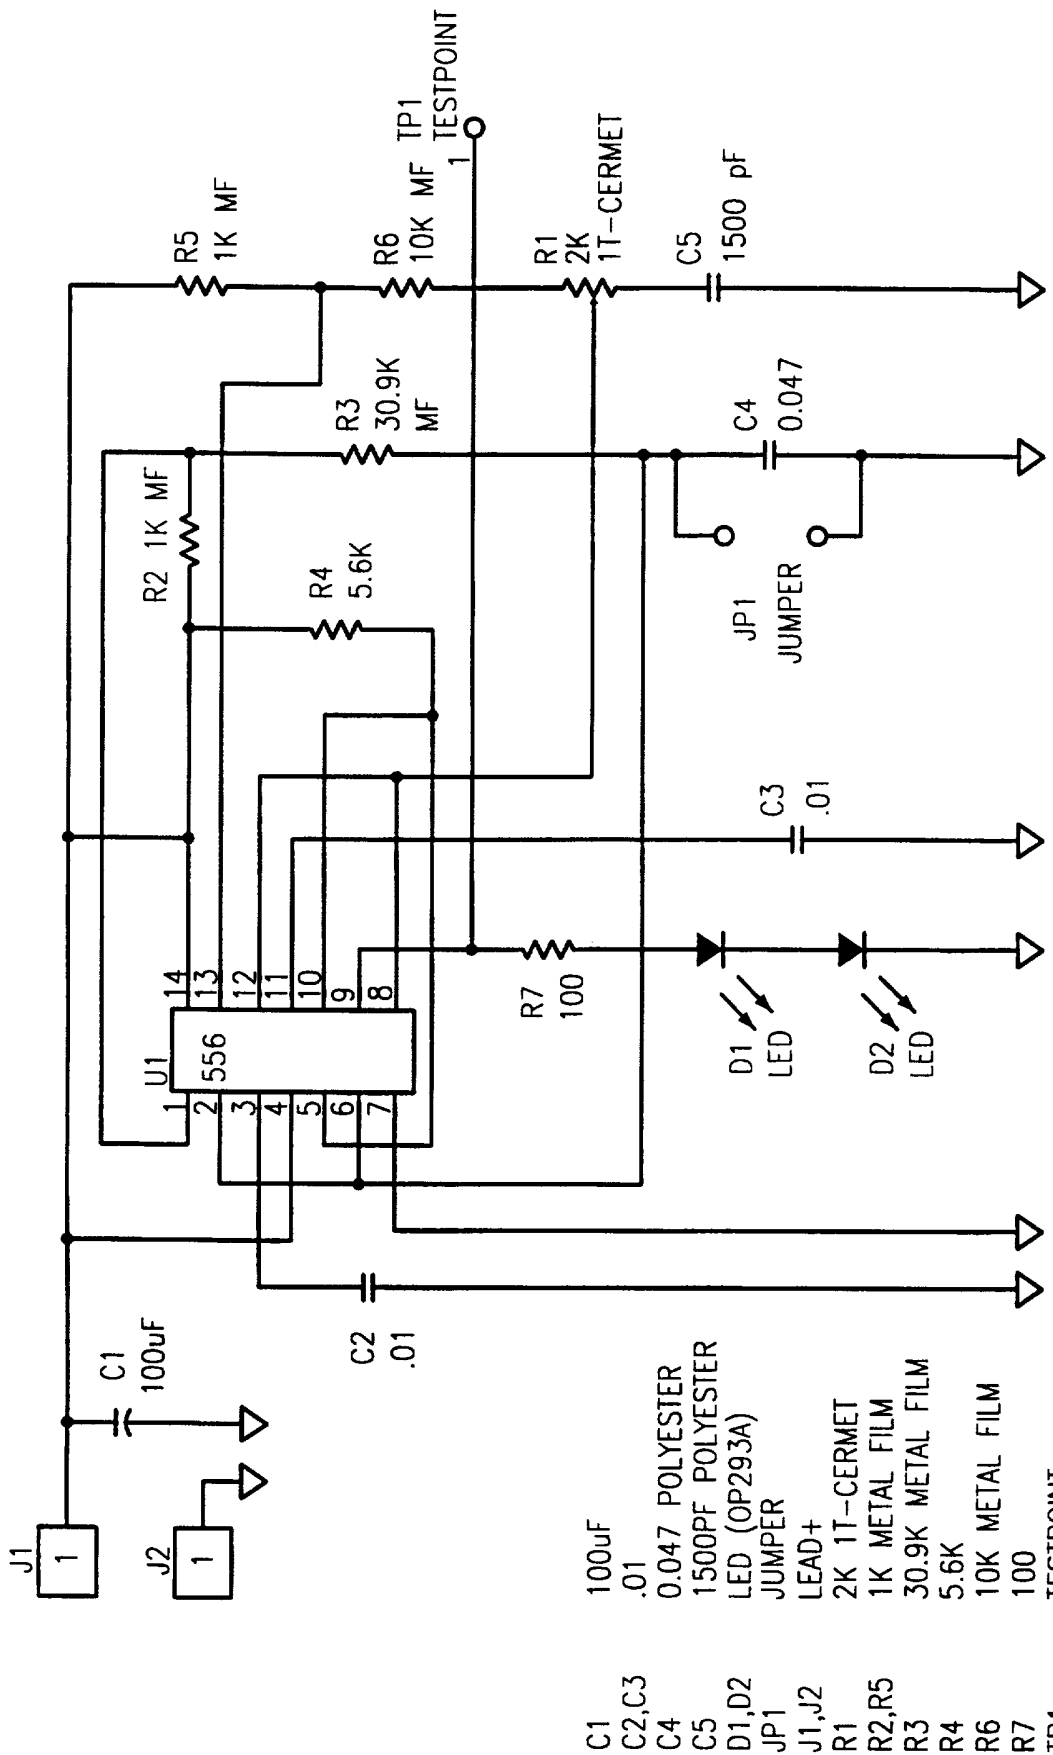 J1
1
J2
1
C1
100uF
C2
.01
U1
556
1
2
3
4
5
6
7
14
13
12
11
10
9
8
R2 1K MF
R4
5.6K
R3
30.9K
MF
R5
1K MF
R6
10K MF
TP1
TESTPOINT
1
R1
2K
1T-CERMET
C5
1500 pF
C4
0.047
JP1
JUMPER
C3
.01
R7
100
D1
LED
D2
LED
C1 100uF
C2,C3 .01
C4 0.047 POLYESTER
C5 1500PF POLYESTER
D1,D2 LED (OP293A)
JP1 JUMPER
J1,J2 LEAD+
R1 2K 1T-CERMET
R2,R5 1K METAL FILM
R3 30.9K METAL FILM
R4 5.6K
R6 10K METAL FILM
R7 100
TP1 TESTPOINT